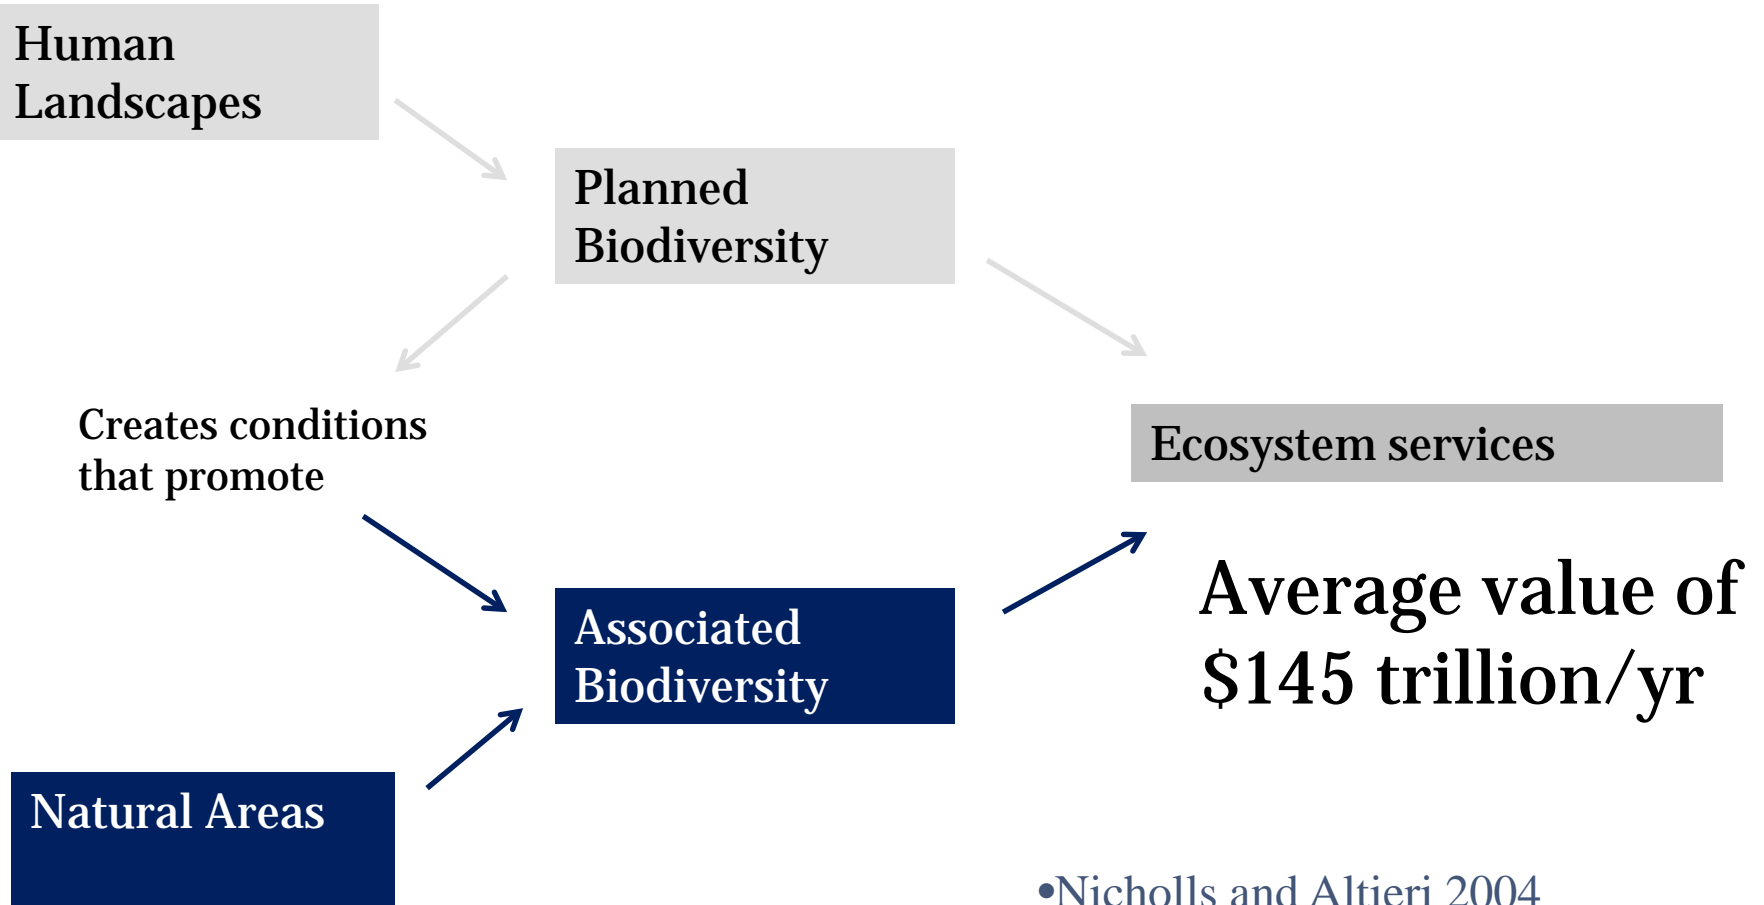 Human
Landscapes
Planned
Biodiversity
Creates conditions
that promote
Ecosystem services
Average value of
$145 trillion/yr
Associated
Biodiversity
Natural Areas
•Nicholls and Altieri 2004